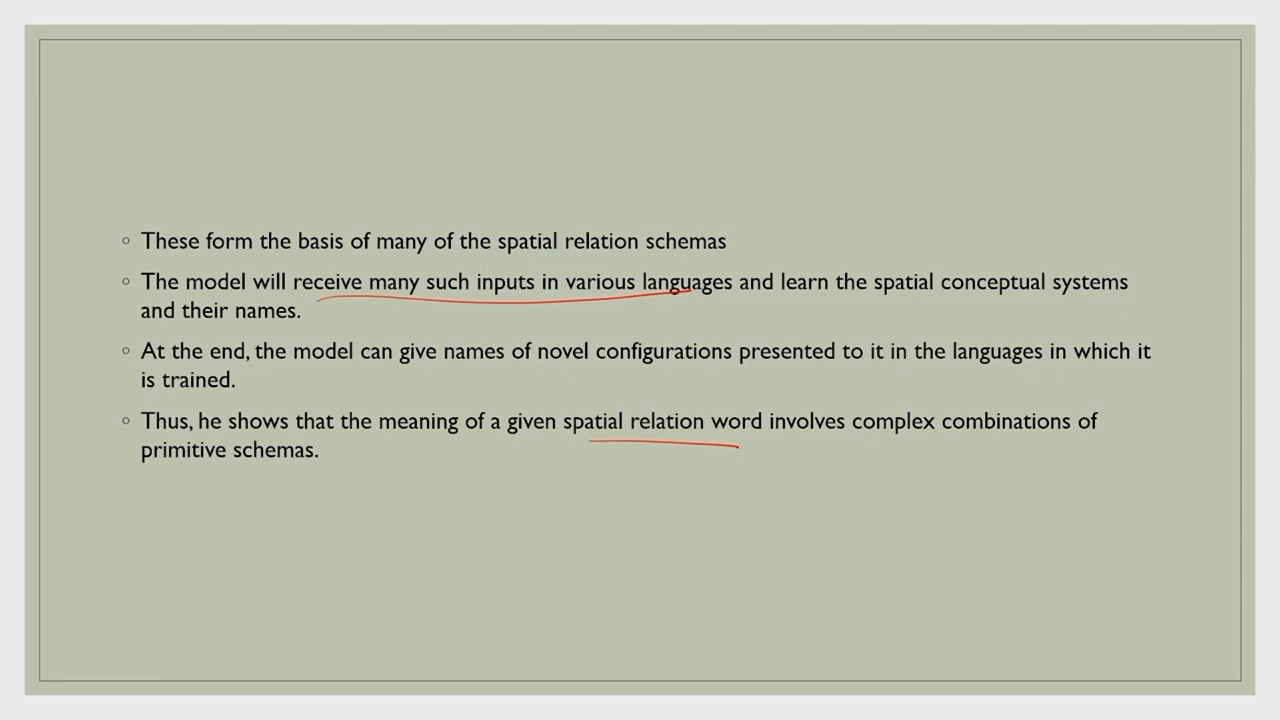 ◦ These form the basis of many of the spatial relation schemas
◦ The model will receive many such inputs in various languages and learn the spatial conceptual systems
and their names.
◦ At the end, the model can give names of novel configurations presented to it in the languages in which it
is trained.
◦ Thus, he shows that the meaning of a given spatial relation word involves complex combinations of
primitive schemas.